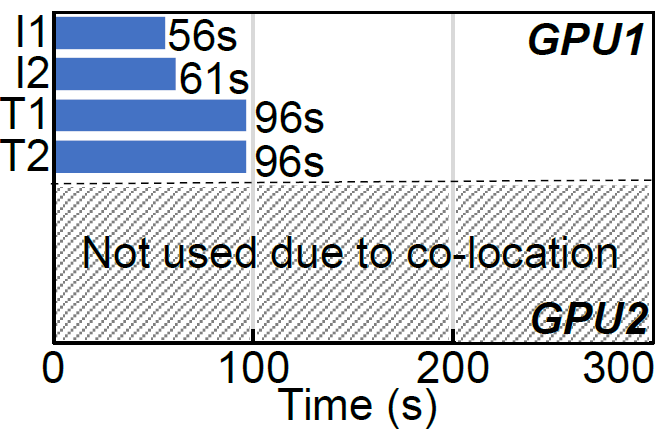 I1 56s GPU1
I2 61s
T1 96s
T2 96s
Not used due to co-location
GPU2
0 100 200 300
Time (s)